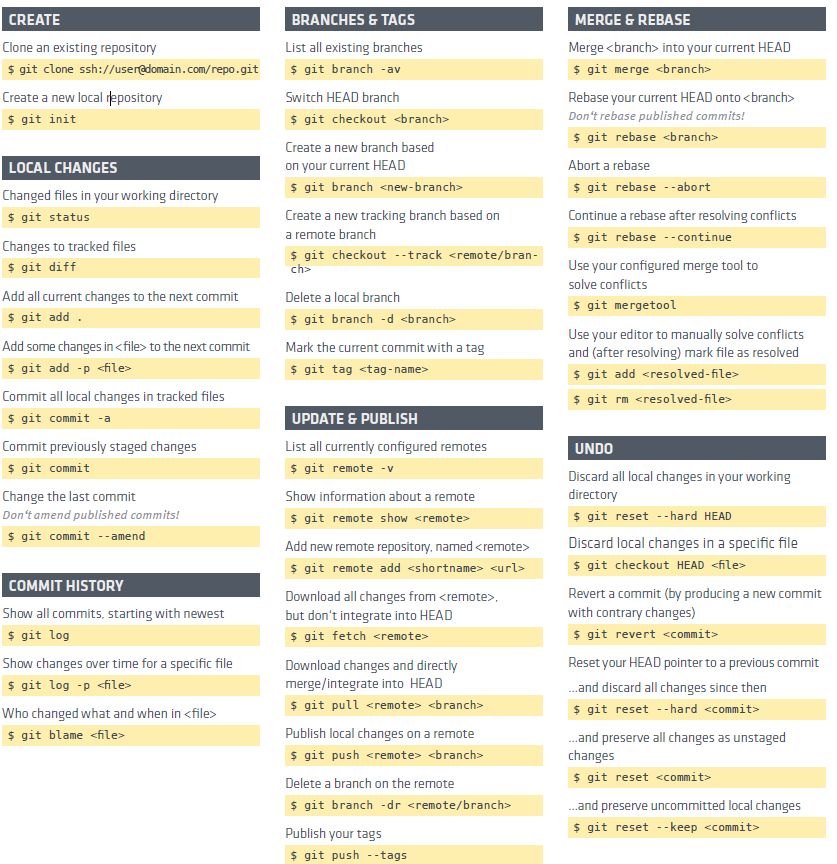 CREATE
Clone an existing repository
$ git clone ssh://user@domain.com/repo.git
Create a new local repository
$ git init
LOCAL CHANGES
Changed files in your working directory
$ git status
Changes to tracked files
$ git diff
Add all current changes to the next commit
$ git add .
Add some changes in <file> to the next commit
$ git add -p <file>
Commit all local changes in tracked files
$ git commit -a
Commit previously staged changes
$ git commit
Change the last commit
Don't amend published commits!
$ git commit --amend
COMMIT HISTORY
Show all commits, starting with newest
$ git log
Show changes over time for a specific file
$ git log -p <file>
Who changed what and when in <file>
$ git blame <file>
BRANCHES & TAGS
List all existing branches
$ git branch -av
Switch HEAD branch
$ git checkout <branch>
Create a new branch based
on your current HEAD
$ git branch <new-branch>
Create a new tracking branch based on
a remote branch
$ git checkout --track <remote/bran-
ch>
Delete a local branch
$ git branch -d <branch>
Mark the current commit with a tag
$ git tag <tag-name>
UPDATE & PUBLISH
List all currently configured remotes
$ git remote -v
Show information about a remote
$ git remote show <remote>
Add new remote repository, named <remote>
$ git remote add <shortname> <url>
Download all changes from <remote>,
but don't integrate into HEAD
$ git fetch <remote>
Download changes and directly
merge/integrate into HEAD
$ git pull <remote> <branch>
Publish local changes on a remote
$ git push <remote> <branch>
Delete a branch on the remote
$ git branch -dr <remote/branch>
Publish your tags
$ git push --tags
MERGE & REBASE
Merge <branch> into your current HEAD
$ git merge <branch>
Rebase your current HEAD onto <branch>
Don't rebase published commits!
$ git rebase <branch>
Abort a rebase
$ git rebase --abort
Continue a rebase after resolving conflicts
$ git rebase --continue
Use your configured merge tool to
solve conflicts
$ git mergetool
Use your editor to manually solve conflicts
and (after resolving) mark file as resolved
$ git add <resolved-file>
$ git rm <resolved-file>
UNDO
Discard all local changes in your working
directory
$ git reset --hard HEAD
Discard local changes in a specific file
$ git checkout HEAD <file>
Revert a commit (by producing a new commit
with contrary changes)
$ git revert <commit>
Reset your HEAD pointer to a previous commit
...and discard all changes since then
$ git reset --hard <commit>
...and preserve all changes as unstaged
changes
$ git reset <commit>
...and preserve uncommitted local changes
$ git reset --keep <commit>